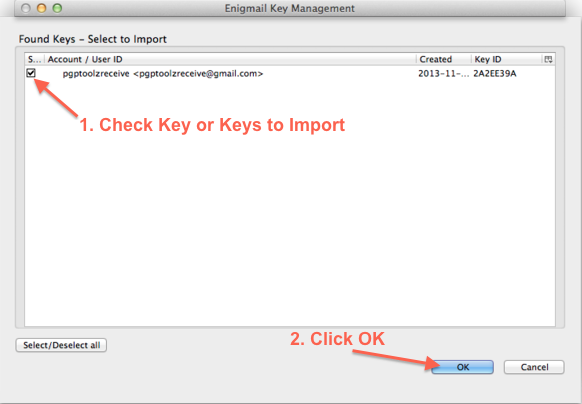 Enigmail Key Management
Found Keys – Select to Import
S... Account / User ID Created Key ID
pgptoolzreceive <pgptoolzreceive@gmail.com> 2013-11-... 2A2EE39A
1. Check Key or Keys to Import
2. Click OK
Select/Deselect all
OK Cancel